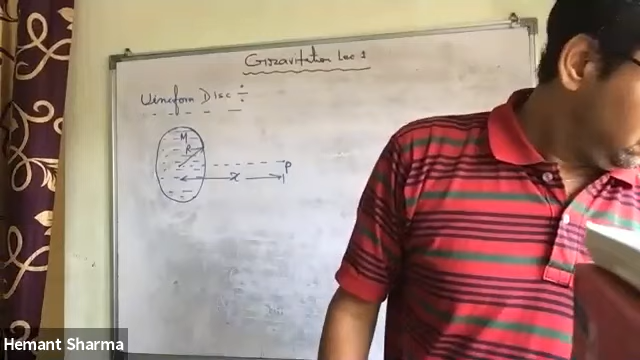 Gravitation Lec 1
Uniform Disc :
M
R
P
x
Hemant Sharma